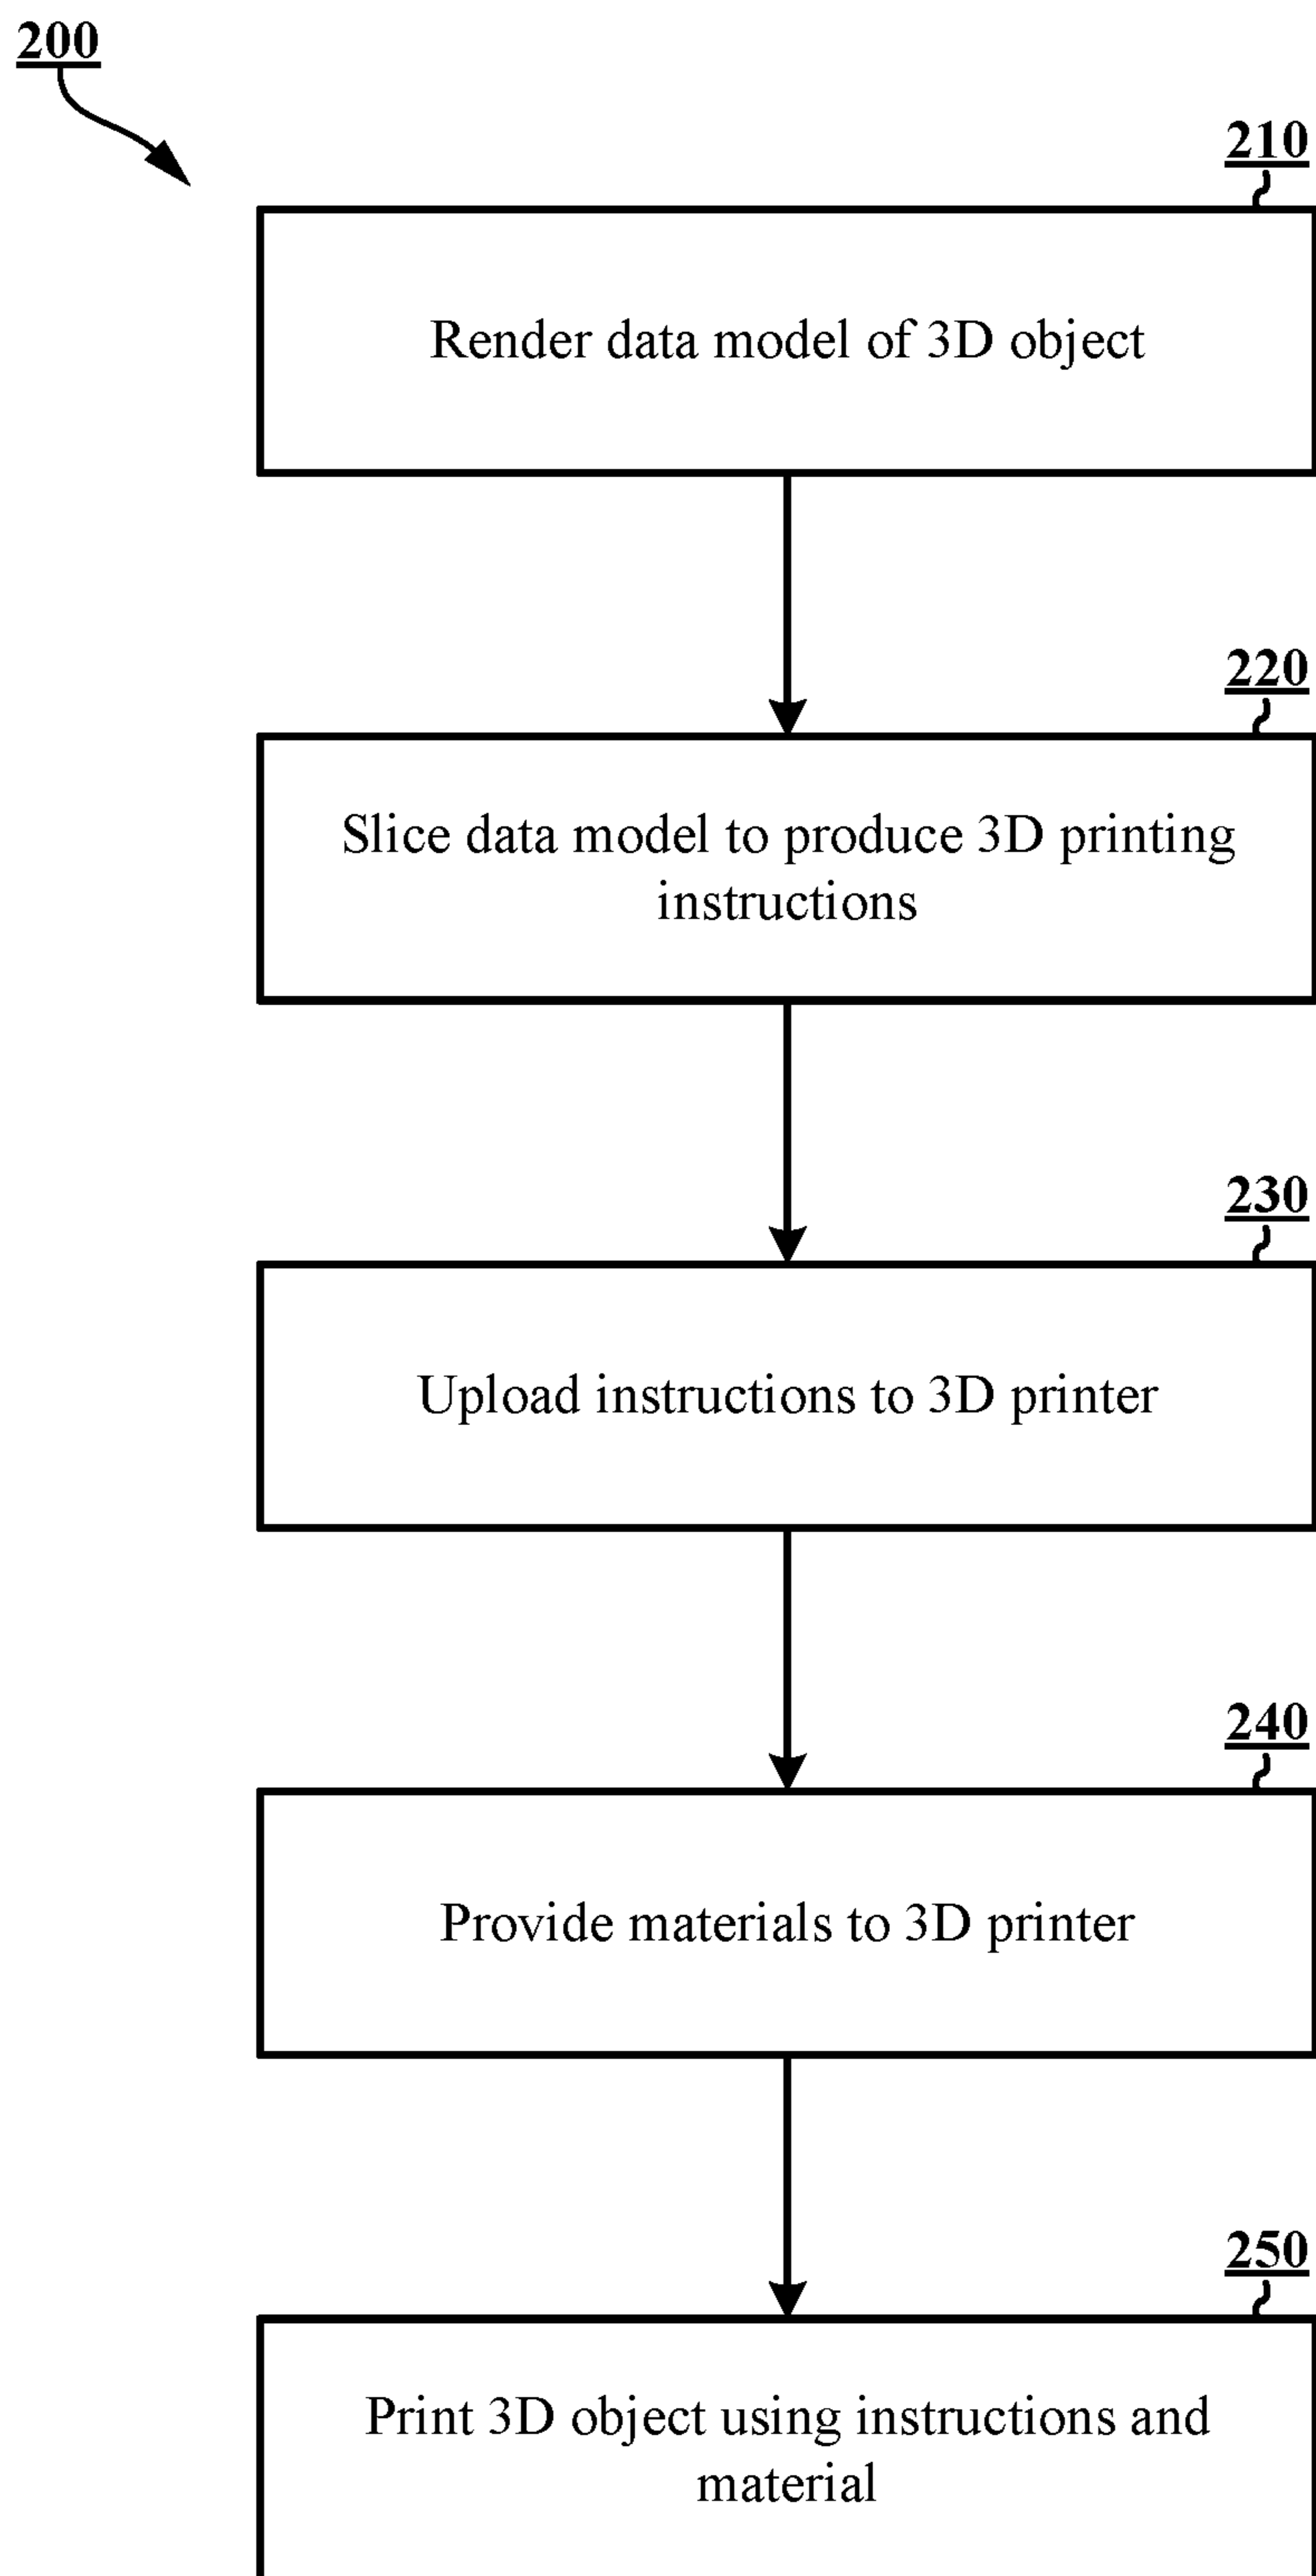 200
210
Render data model of 3D object
220
Slice data model to produce 3D printing
instructions
230
Upload instructions to 3D printer
240
Provide materials to 3D printer
250
Print 3D object using instructions and
material